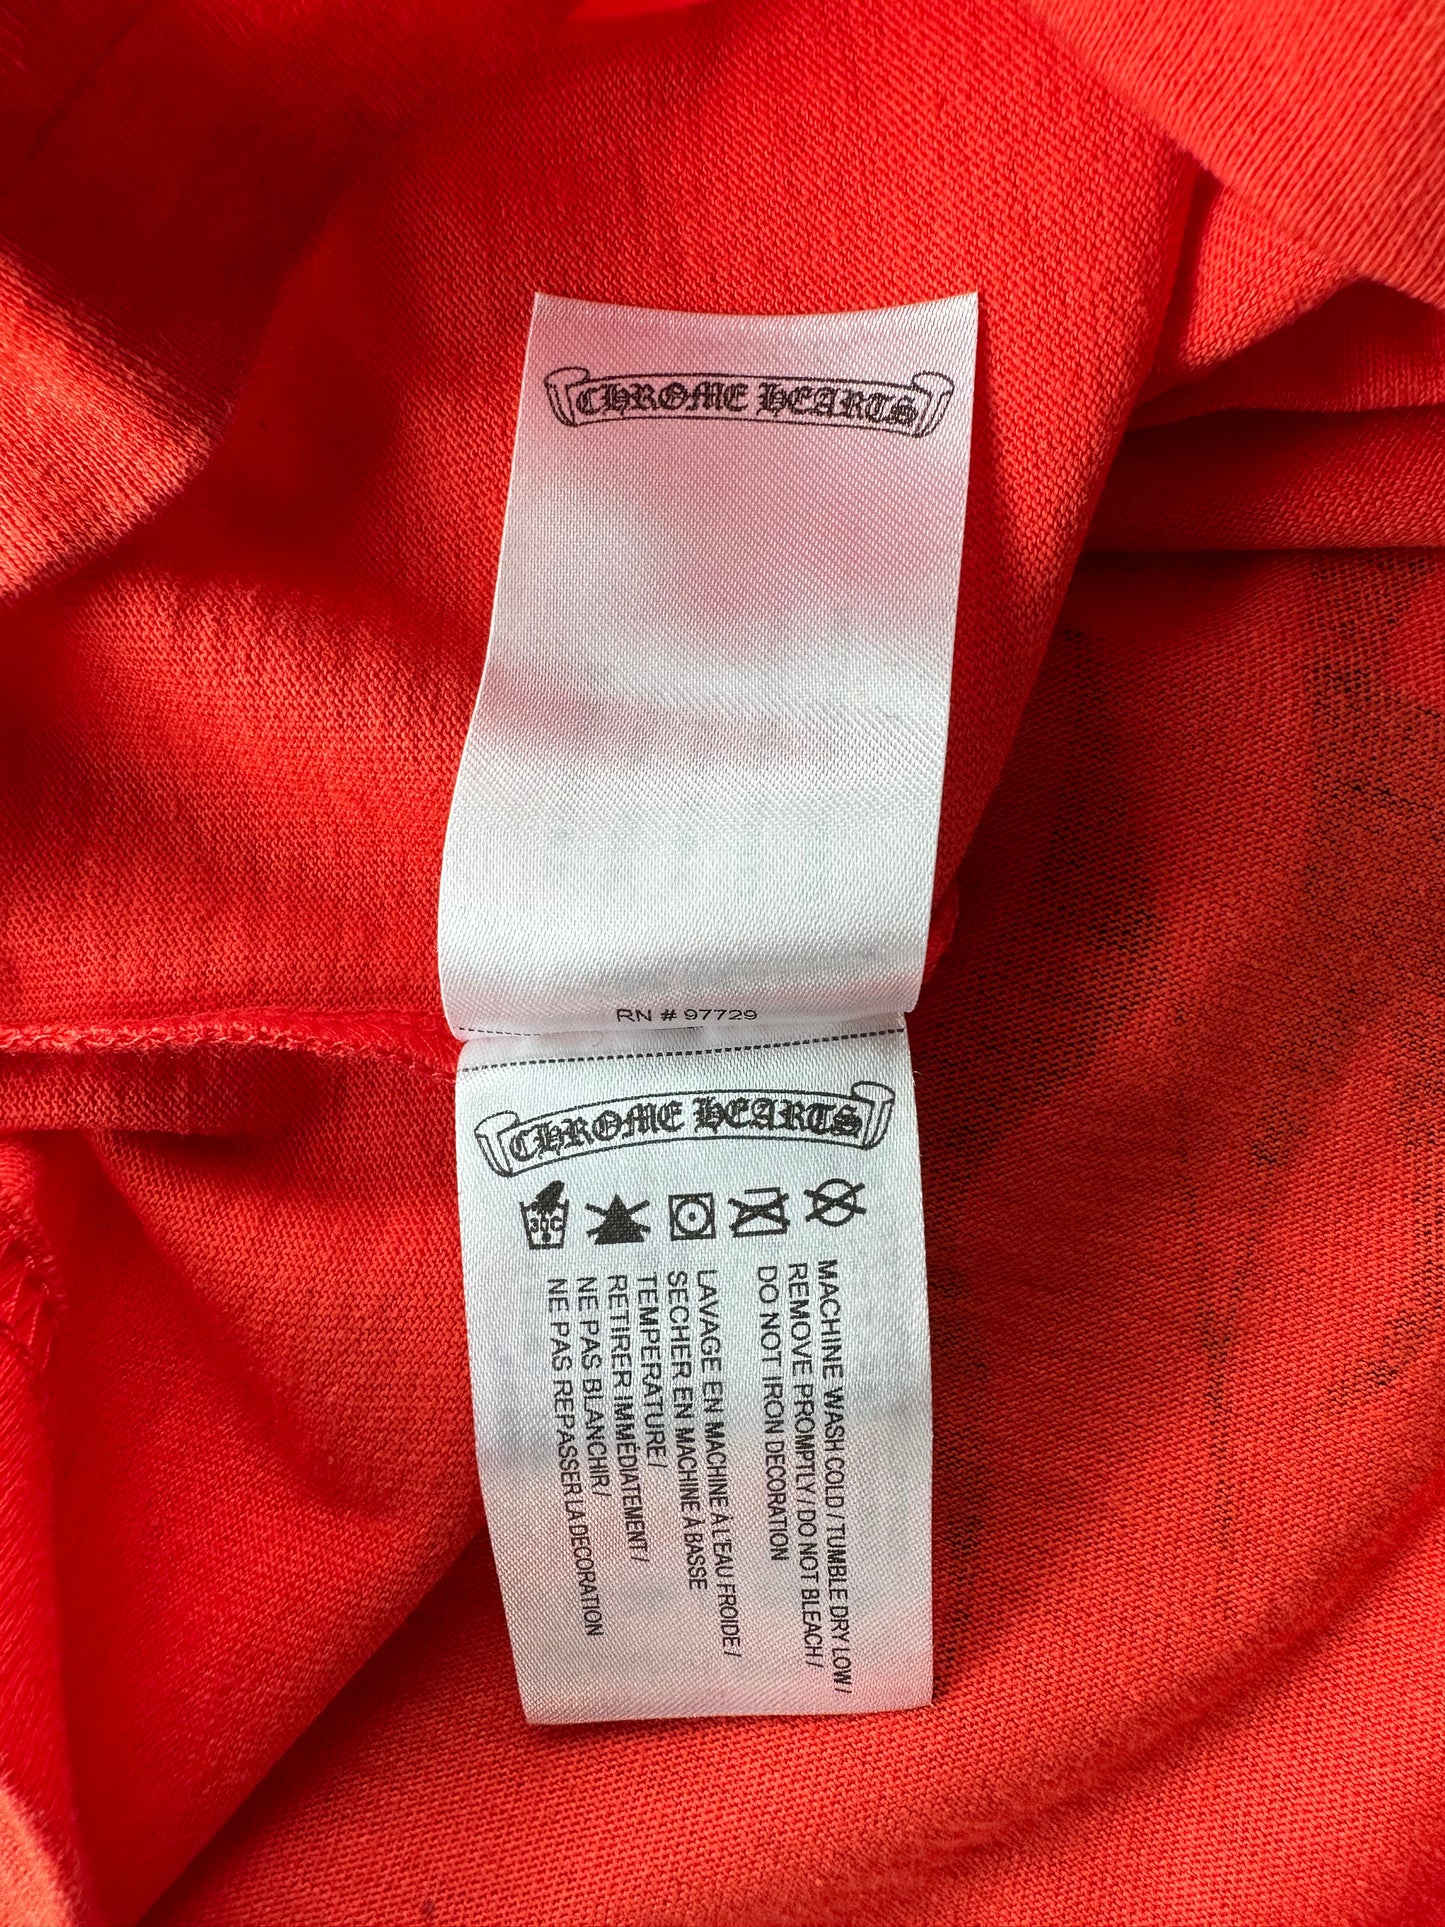 CHROME HEARTS
RN # 97729
CHROME HEARTS
30C
MACHINE WASH COLD / TUMBLE DRY LOW /
REMOVE PROMPTLY / DO NOT BLEACH /
DO NOT IRON DECORATION
LAVAGE EN MACHINE À L'EAU FROIDE /
SECHER EN MACHINE À BASSE
TEMPERATURE /
RETIRER IMMÉDIATEMENT /
NE PAS BLANCHIR /
NE PAS REPASSER LA DECORATION